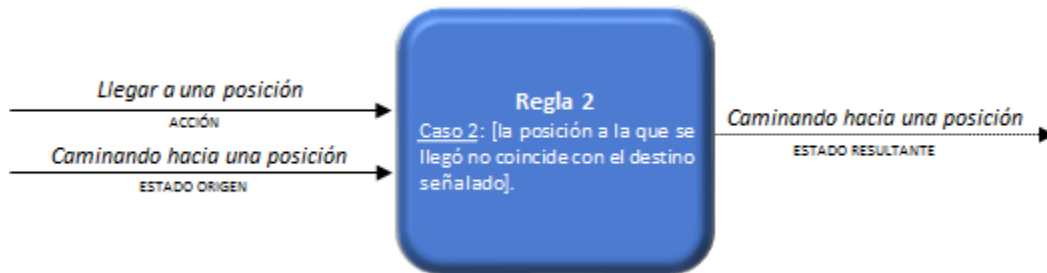 Llegar a una posición
ACCIÓN
Caminando hacia una posición
ESTADO ORIGEN
Regla 2
Caso 2: [la posición a la que se
llegó no coincide con el destino
señalado].
Caminando hacia una posición
ESTADO RESULTANTE